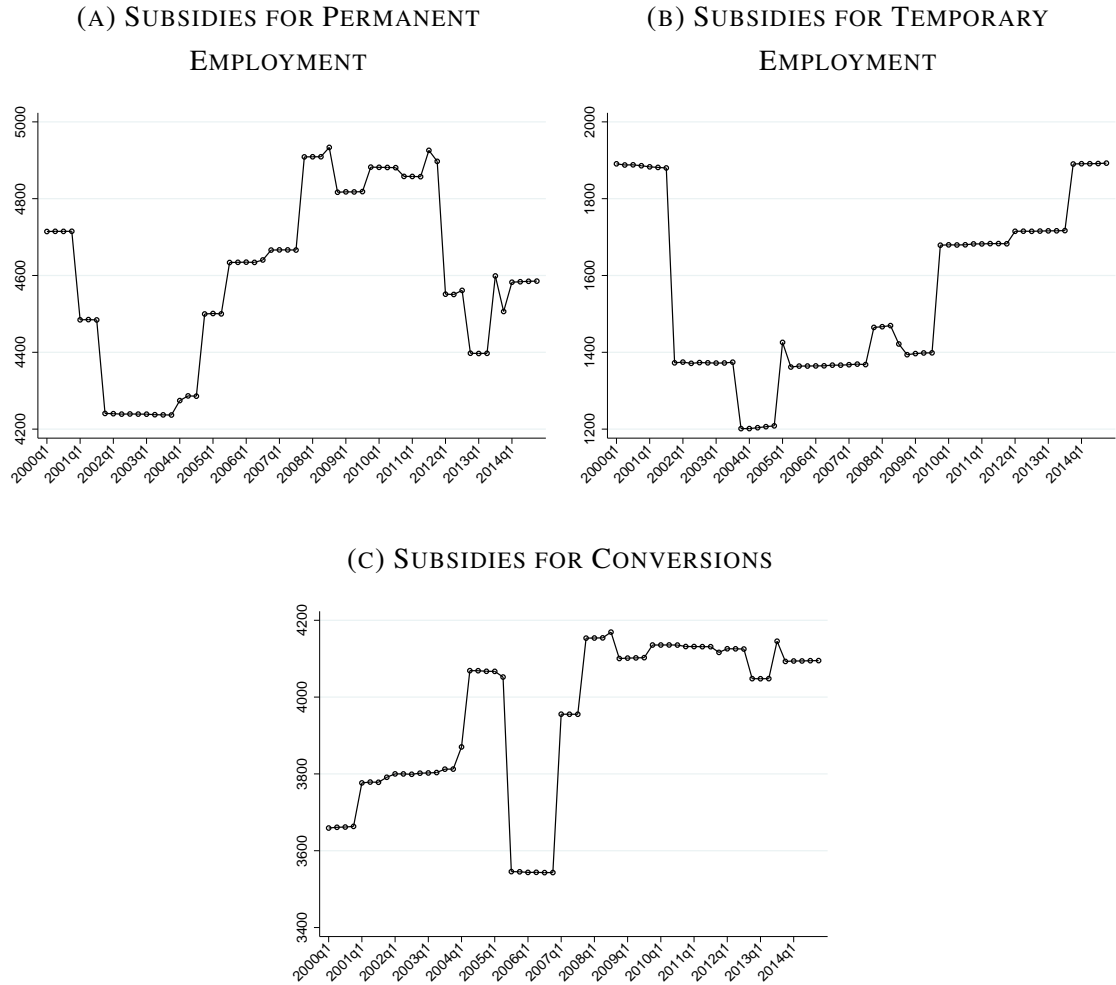 (A) SUBSIDIES FOR PERMANENT
EMPLOYMENT
5000
4800
4600
4400
4200
2000q1
2001q1
2002q1
2003q1
2004q1
2005q1
2006q1
2007q1
2008q1
2009q1
2010q1
2011q1
2012q1
2013q1
2014q1
(B) SUBSIDIES FOR TEMPORARY
EMPLOYMENT
2000
1800
1600
1400
1200
2000q1
2001q1
2002q1
2003q1
2004q1
2005q1
2006q1
2007q1
2008q1
2009q1
2010q1
2011q1
2012q1
2013q1
2014q1
(C) SUBSIDIES FOR CONVERSIONS
4200
4000
3800
3600
3400
2000q1
2001q1
2002q1
2003q1
2004q1
2005q1
2006q1
2007q1
2008q1
2009q1
2010q1
2011q1
2012q1
2013q1
2014q1